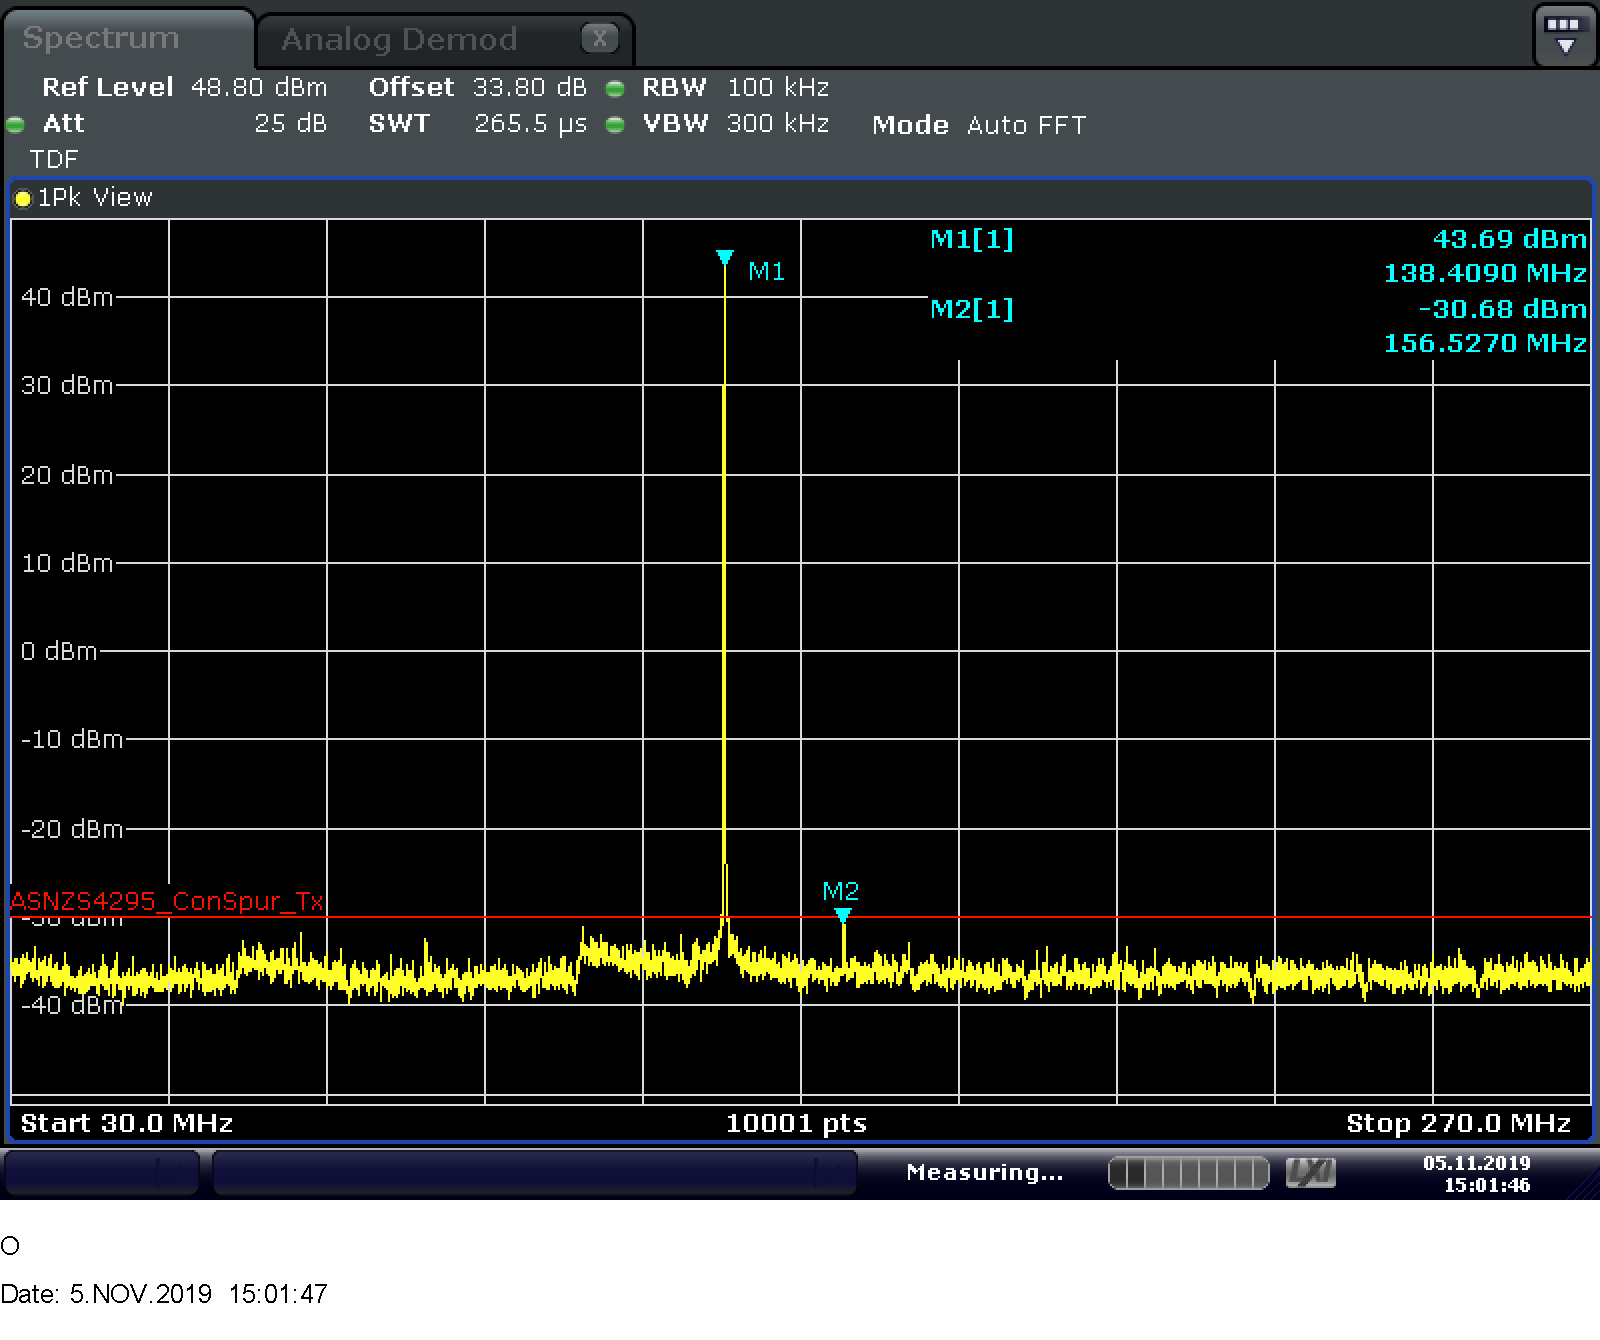 Spectrum
Analog Demod X
Ref Level 48.80 dBm Offset 33.80 dB RBW 100 kHz
Att 25 dB SWT 265.5 µs VBW 300 kHz Mode Auto FFT
TDF
1Pk View
M1[1] 43.69 dBm
138.4090 MHz
M2[1] -30.68 dBm
156.5270 MHz
M1
40 dBm
30 dBm
20 dBm
10 dBm
0 dBm
-10 dBm
-20 dBm
M2
ASNZS4295_ConSpur_Tx
-30 dBm
-40 dBm
Start 30.0 MHz 10001 pts Stop 270.0 MHz
Measuring... LXI 05.11.2019
15:01:46
O
Date: 5.NOV.2019 15:01:47